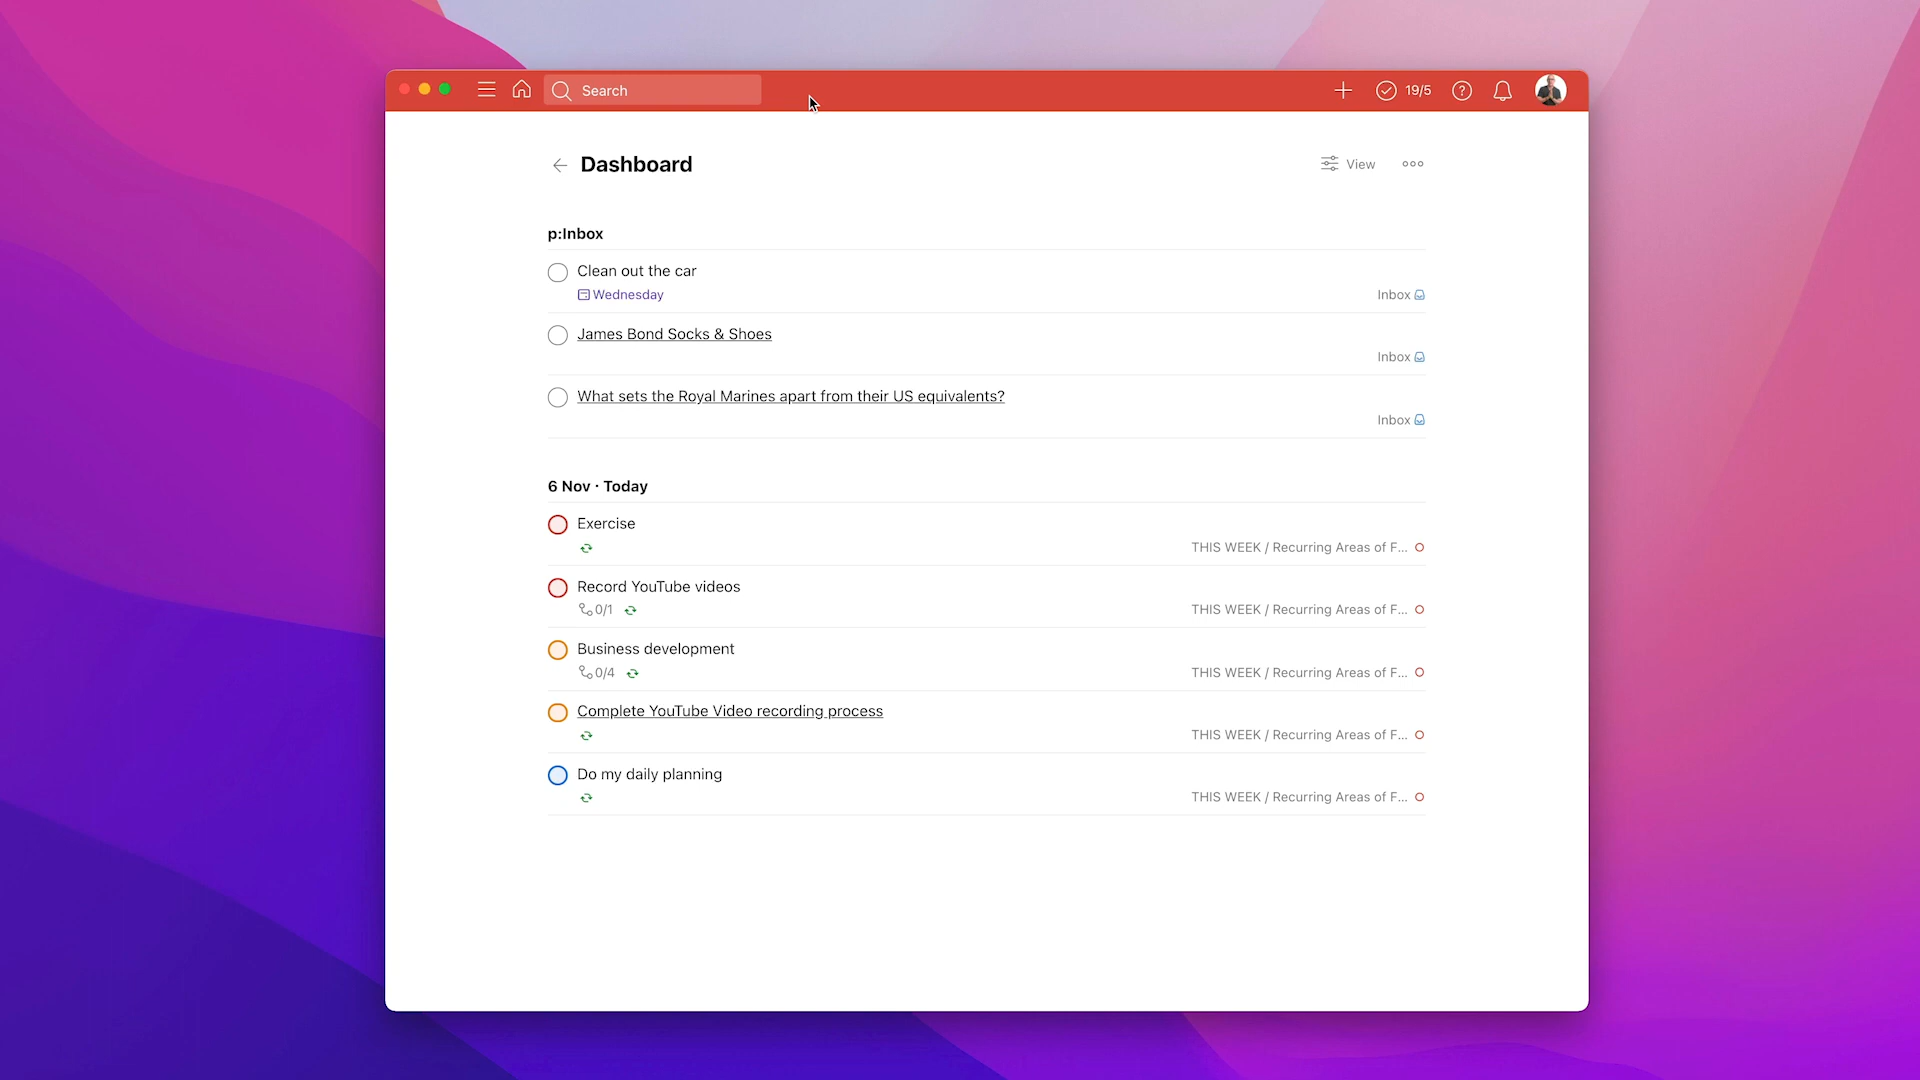 Search
19/5
Dashboard
View
p:Inbox
Clean out the car
Wednesday
Inbox
James Bond Socks & Shoes
Inbox
What sets the Royal Marines apart from their US equivalents?
Inbox
6 Nov · Today
Exercise
THIS WEEK / Recurring Areas of F...
Record YouTube videos
0/1
THIS WEEK / Recurring Areas of F...
Business development
0/4
THIS WEEK / Recurring Areas of F...
Complete YouTube Video recording process
THIS WEEK / Recurring Areas of F...
Do my daily planning
THIS WEEK / Recurring Areas of F...